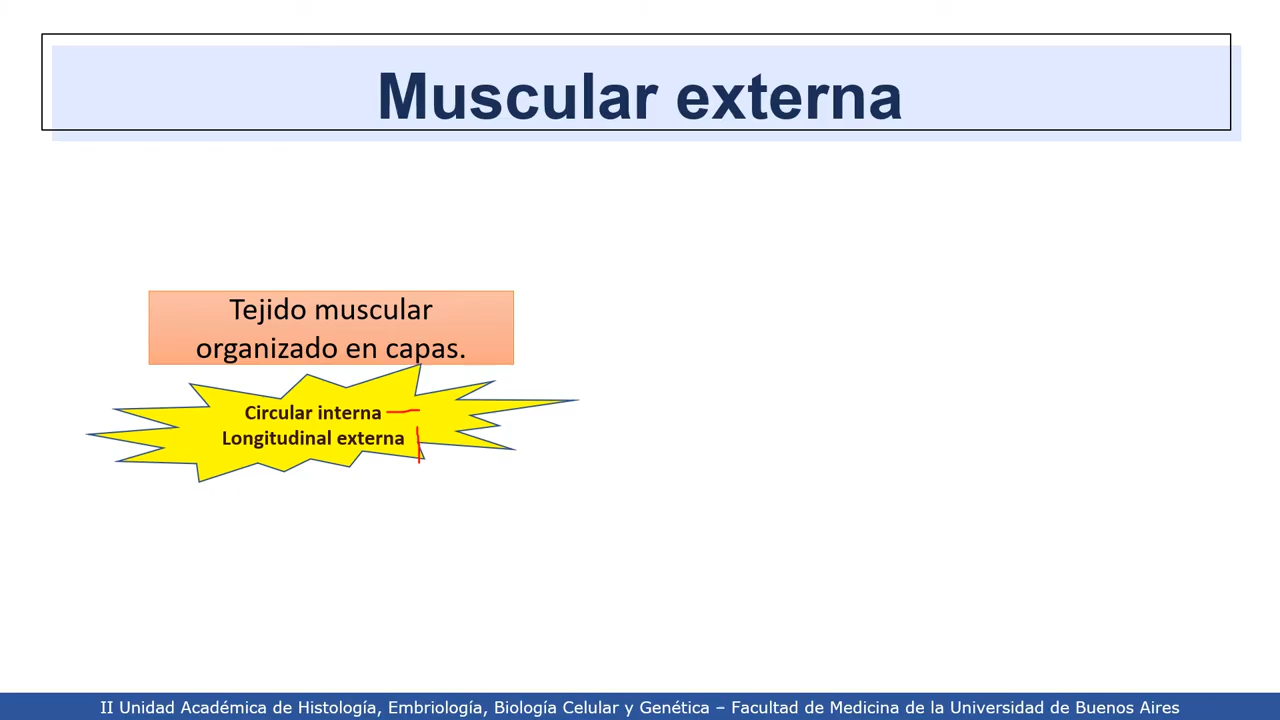 Muscular externa
Tejido muscular
organizado en capas.
Circular interna
Longitudinal externa
II Unidad Académica de Histología, Embriología, Biología Celular y Genética – Facultad de Medicina de la Universidad de Buenos Aires